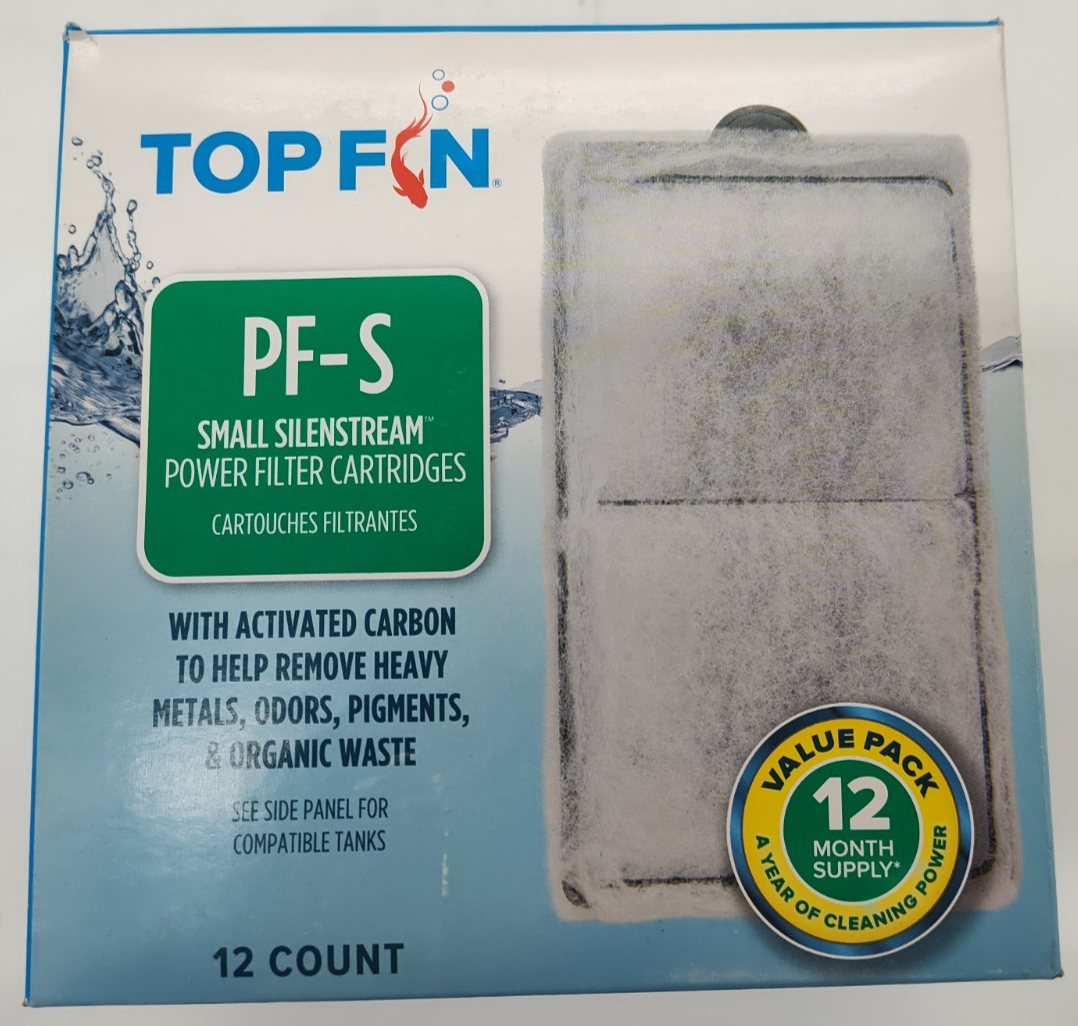 TOP FIN®
PF-S
SMALL SILENSTREAM™
POWER FILTER CARTRIDGES
CARTOUCHES FILTRANTES
WITH ACTIVATED CARBON
TO HELP REMOVE HEAVY
METALS, ODORS, PIGMENTS,
& ORGANIC WASTE
SEE SIDE PANEL FOR
COMPATIBLE TANKS
12 COUNT
VALUE PACK
12
MONTH
SUPPLY*
A YEAR OF CLEANING POWER